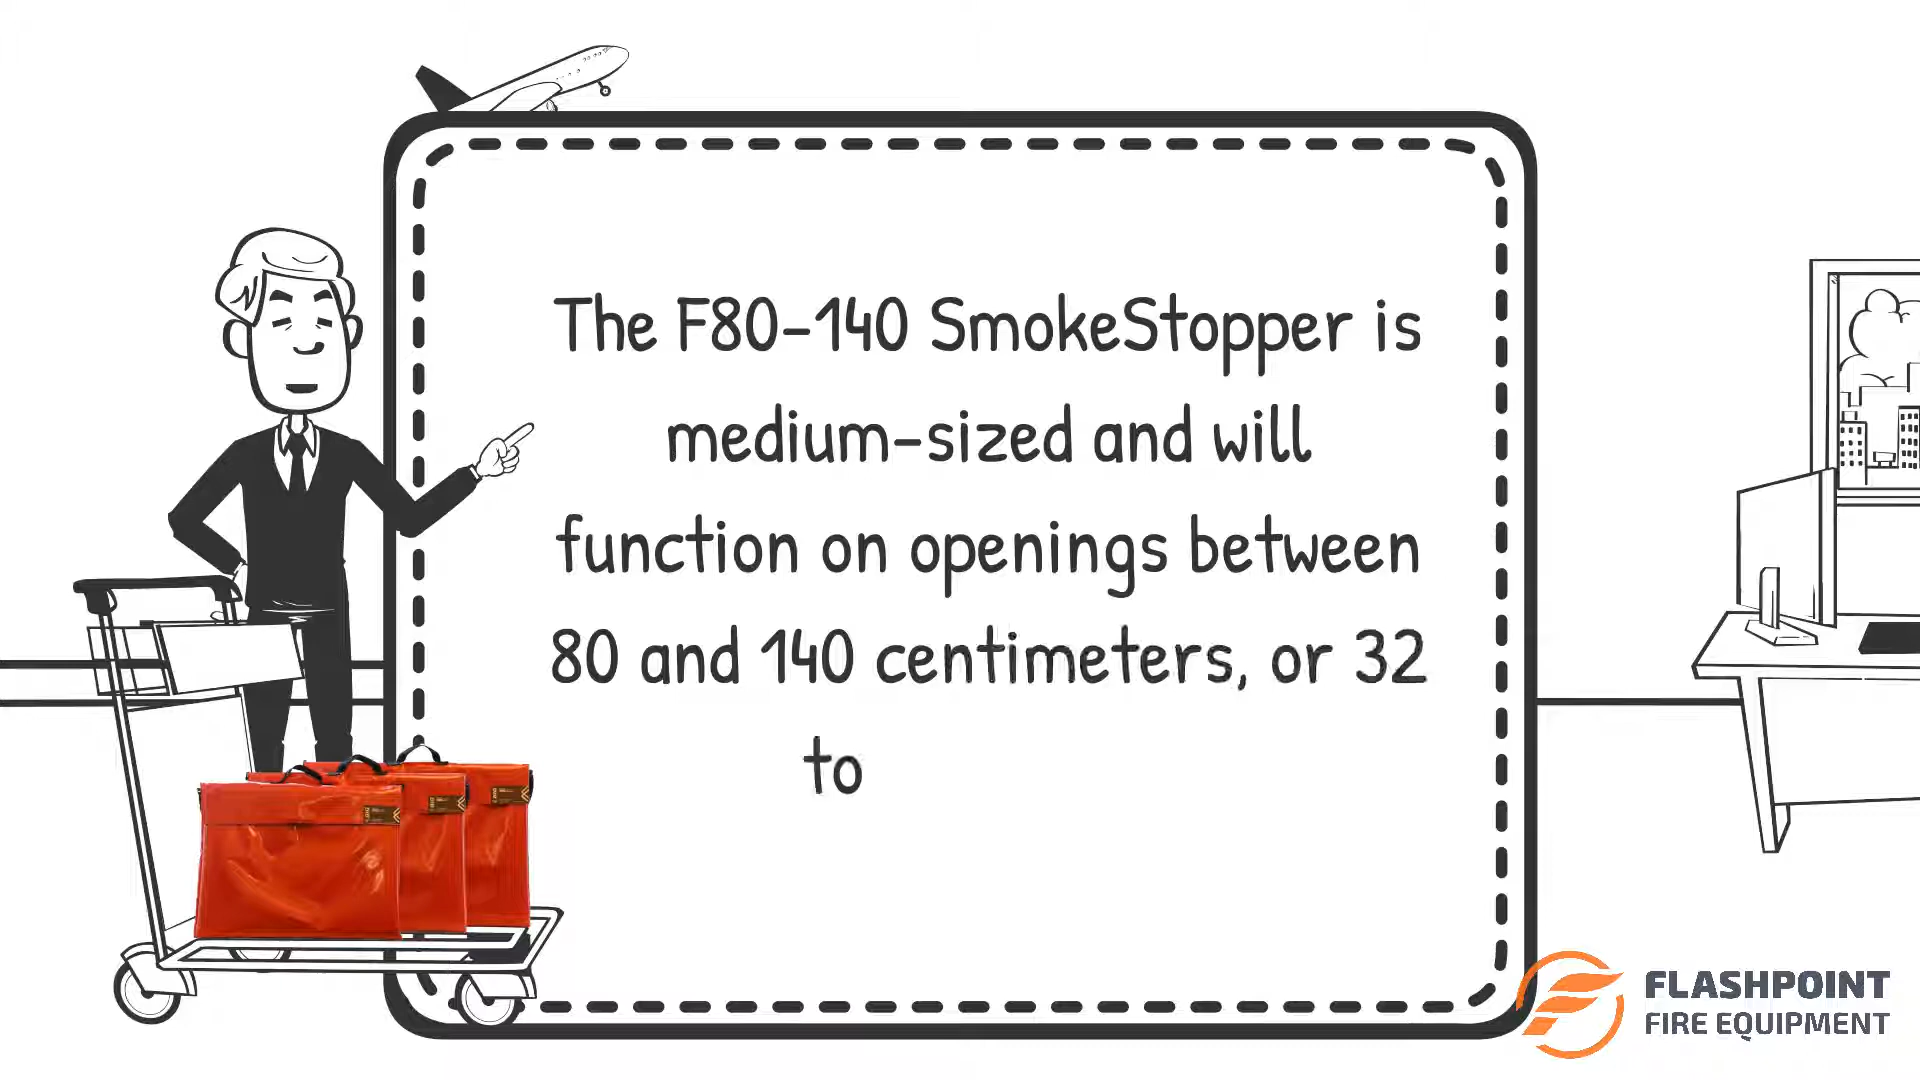 The F80-140 SmokeStopper is
medium-sized and will
function on openings between
80 and 140 centimeters, or 32
to
FLASHPOINT
FIRE EQUIPMENT